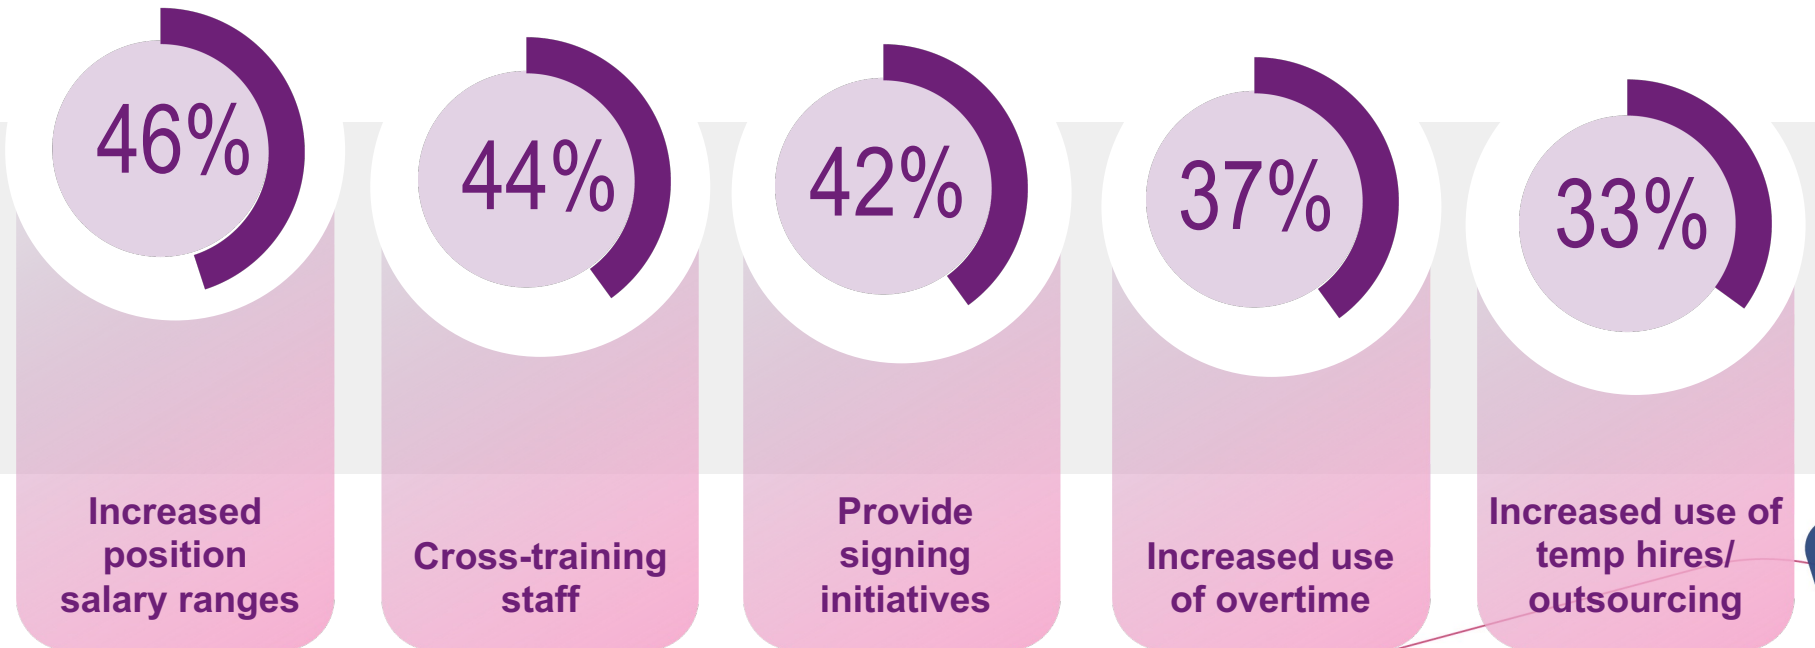 46%
Increased
position
salary ranges
44%
Cross-training
staff
42%
Provide
signing
initiatives
37%
Increased use
of overtime
33%
Increased use of
temp hires/
outsourcing